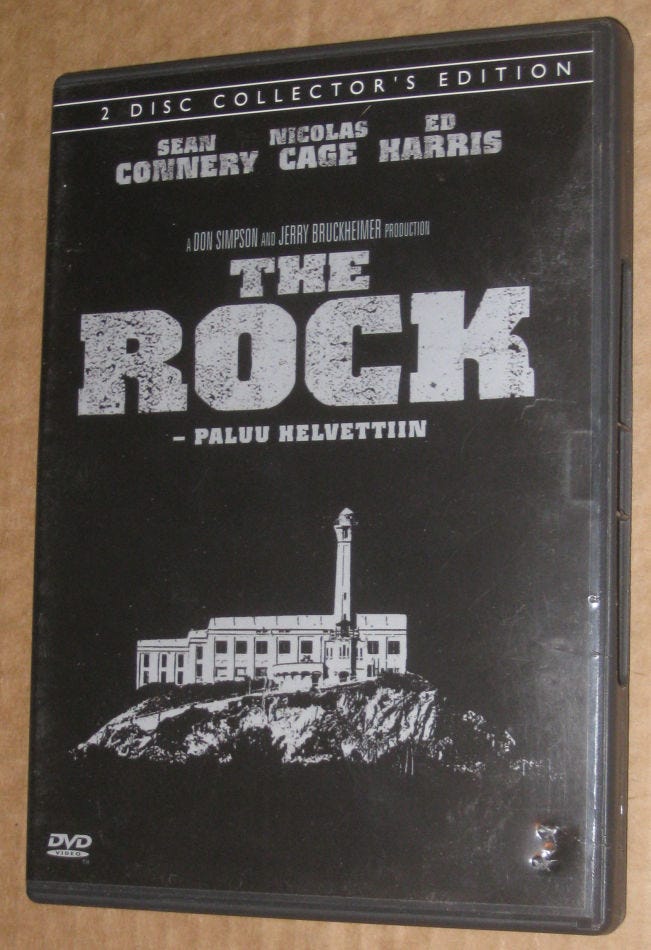 2 DISC COLLECTOR'S EDITION
SEAN NICOLAS ED
CONNERY CAGE HARRIS
A DON SIMPSON AND JERRY BRUCKHEIMER PRODUCTION
THE
ROCK
– PALUU HELVETTIIN
DVD
VIDEO